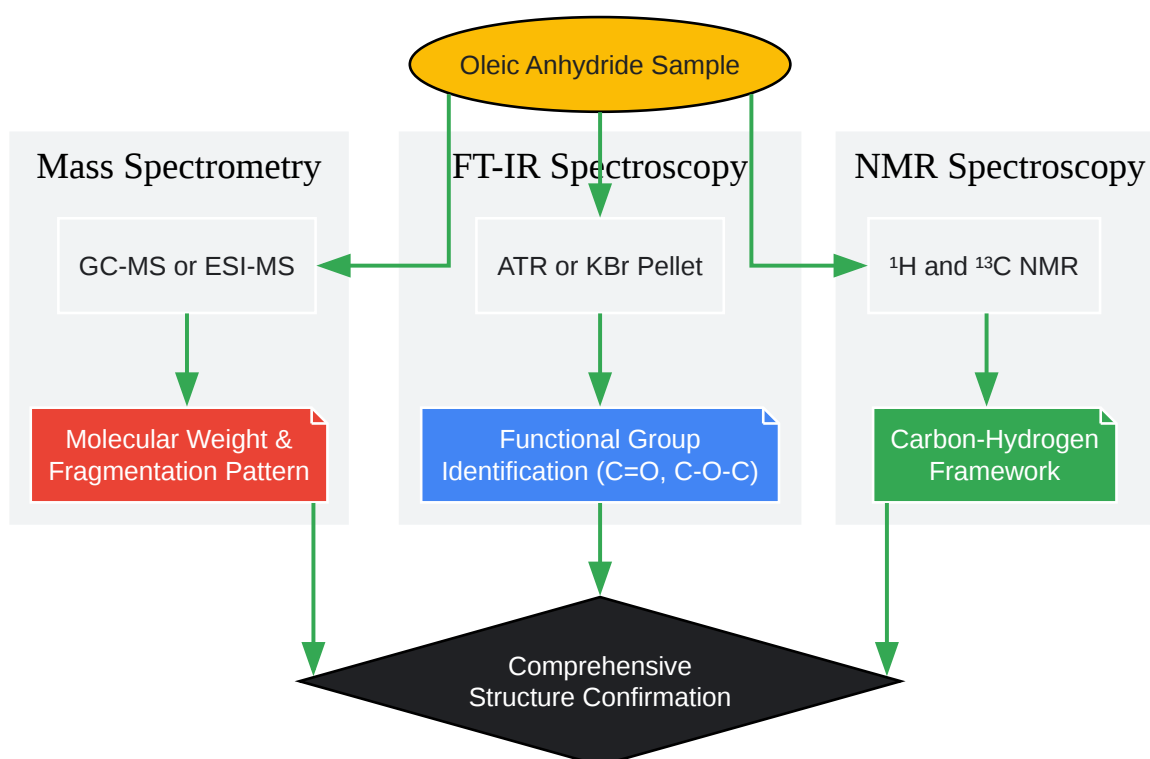 Oleic Anhydride Sample
Mass Spectrometry
FT-IR Spectroscopy
NMR Spectroscopy
GC-MS or ESI-MS
ATR or KBr Pellet
¹H and ¹³C NMR
Molecular Weight &
Fragmentation Pattern
Functional Group
Identification (C=O, C-O-C)
Carbon-Hydrogen
Framework
Comprehensive
Structure Confirmation